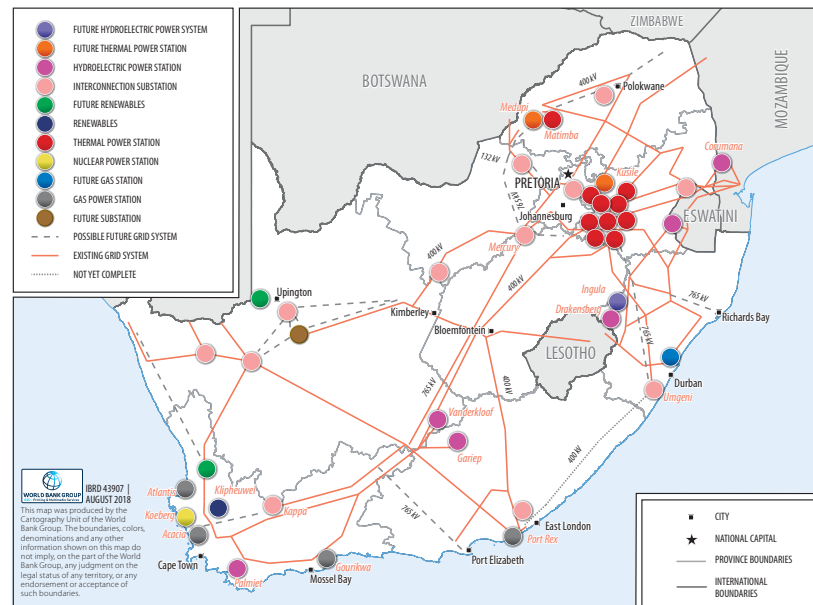 FUTURE HYDROELECTRIC POWER SYSTEM
FUTURE THERMAL POWER STATION
HYDROELECTRIC POWER STATION
INTERCONNECTION SUBSTATION
FUTURE RENEWABLES
RENEWABLES
THERMAL POWER STATION
NUCLEAR POWER STATION
FUTURE GAS STATION
GAS POWER STATION
FUTURE SUBSTATION
POSSIBLE FUTURE GRID SYSTEM
EXISTING GRID SYSTEM
NOT YET COMPLETE
ZIMBABWE
BOTSWANA
MOZAMBIQUE
400 kV
Polokwane
Medupi
Matimba
132 kV
Corumana
Kusile
PRETORIA
765 kV
Johannesburg
ESWATINI
Mercury
400 kV
400 kV
Ingula
765 kV
Upington
Drakensberg
Kimberley
Richards Bay
Bloemfontein
765 kV
LESOTHO
Durban
Umgeni
765 kV
400 kV
Vanderkloaf
Gariep
400 kV
WORLD BANK GROUP
Printing & Multimedia Services
IBRD 43907 |
AUGUST 2018
This map was produced by the
Cartography Unit of the World
Bank Group. The boundaries, colors,
denominations and any other
information shown on this map do
not imply, on the part of the World
Bank Group, any judgment on the
legal status of any territory, or any
endorsement or acceptance of
such boundaries.
Atlantis
Klipheuwel
Koeberg
Kappa
Acacia
765 kV
East London
Port Rex
Cape Town
Port Elizabeth
Gourikwa
Palmiet
Mossel Bay
CITY
NATIONAL CAPITAL
PROVINCE BOUNDARIES
INTERNATIONAL
BOUNDARIES